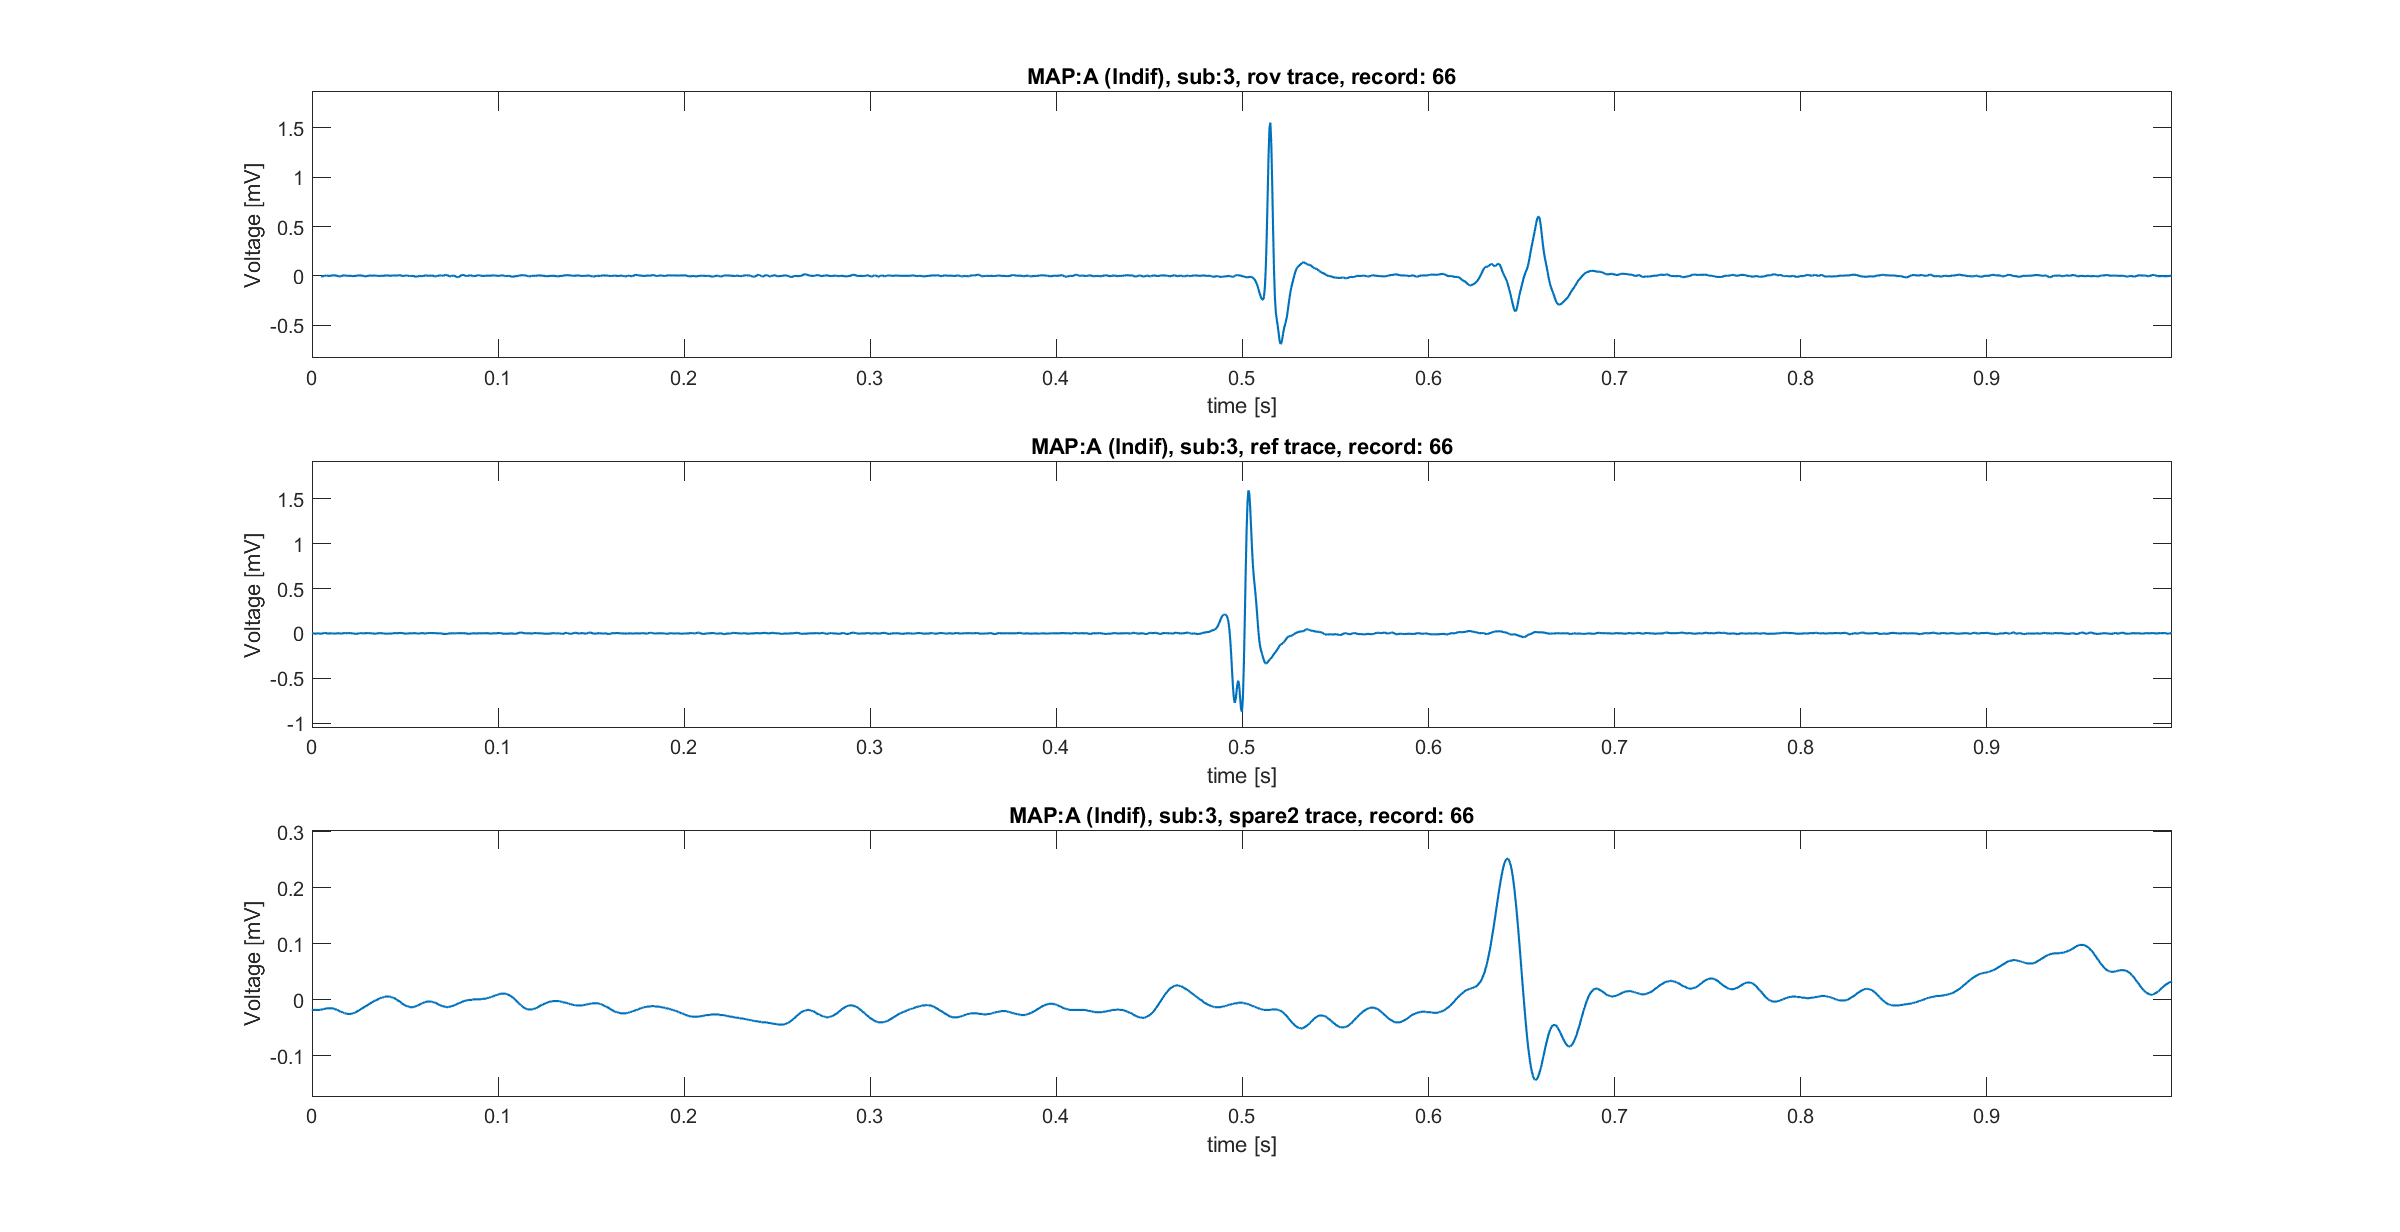 MAP:A (Indif), sub:3, rov trace, record: 66
Voltage [mV]
1.5
1
0.5
0
-0.5
0 0.1 0.2 0.3 0.4 0.5 0.6 0.7 0.8 0.9
time [s]
MAP:A (Indif), sub:3, ref trace, record: 66
Voltage [mV]
1.5
1
0.5
0
-0.5
-1
0 0.1 0.2 0.3 0.4 0.5 0.6 0.7 0.8 0.9
time [s]
MAP:A (Indif), sub:3, spare2 trace, record: 66
Voltage [mV]
0.3
0.2
0.1
0
-0.1
0 0.1 0.2 0.3 0.4 0.5 0.6 0.7 0.8 0.9
time [s]